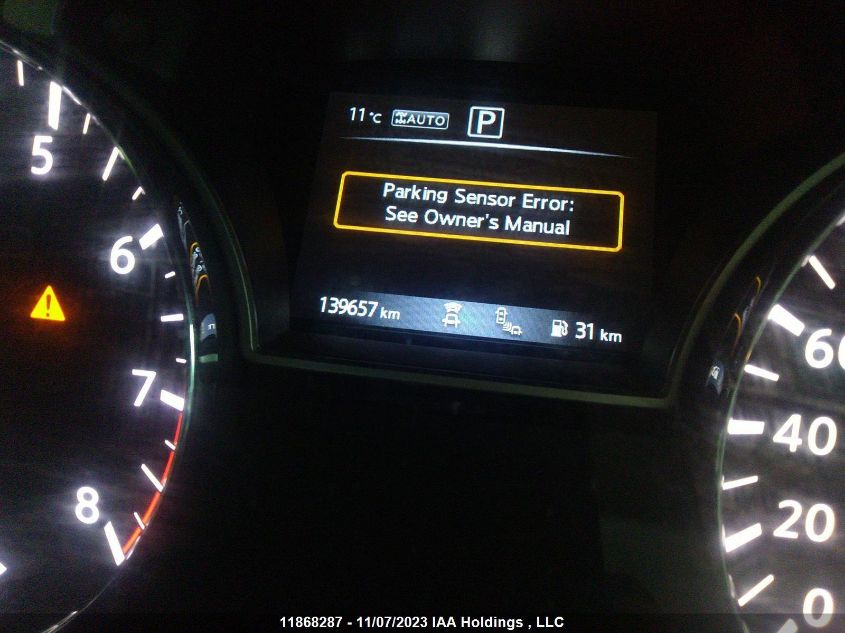 11°C AUTO P
Parking Sensor Error:
See Owner's Manual
139657 km
31 km
5
6
7
8
60
40
20
0
11868287 - 11/07/2023 IAA Holdings , LLC